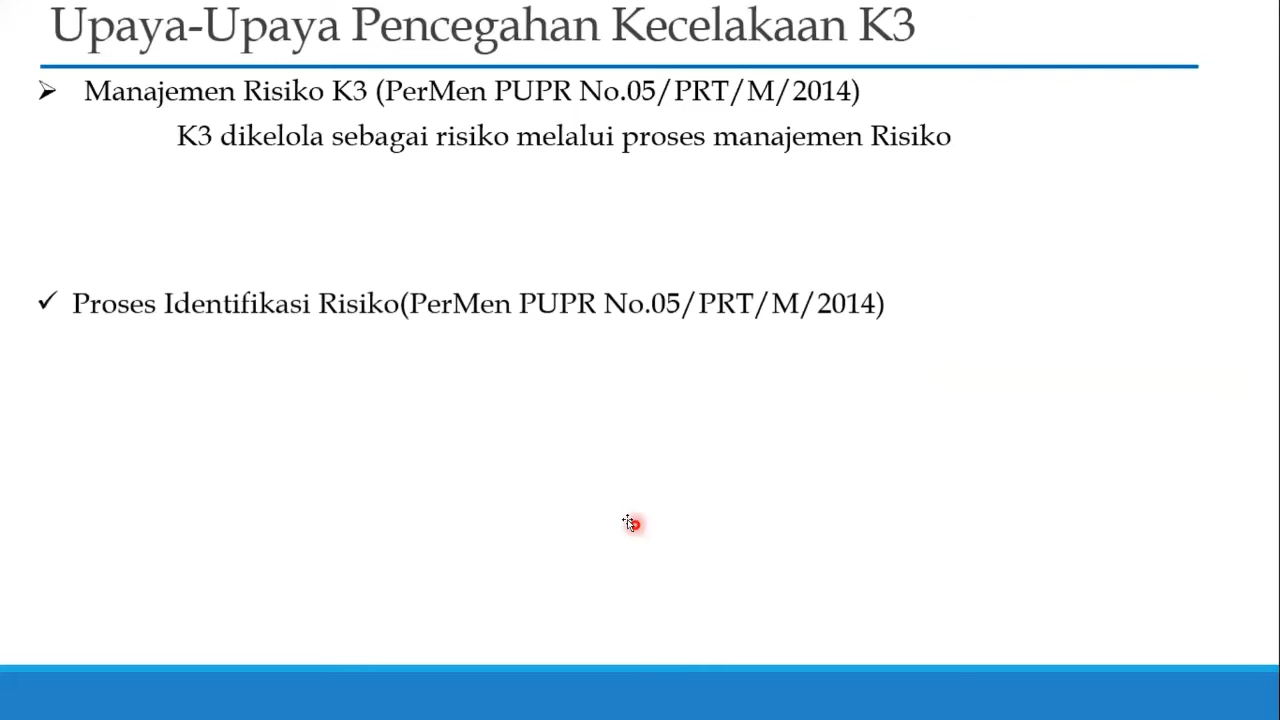 Upaya-Upaya Pencegahan Kecelakaan K3
➢ Manajemen Risiko K3 (PerMen PUPR No.05/PRT/M/2014)
K3 dikelola sebagai risiko melalui proses manajemen Risiko
✓ Proses Identifikasi Risiko(PerMen PUPR No.05/PRT/M/2014)